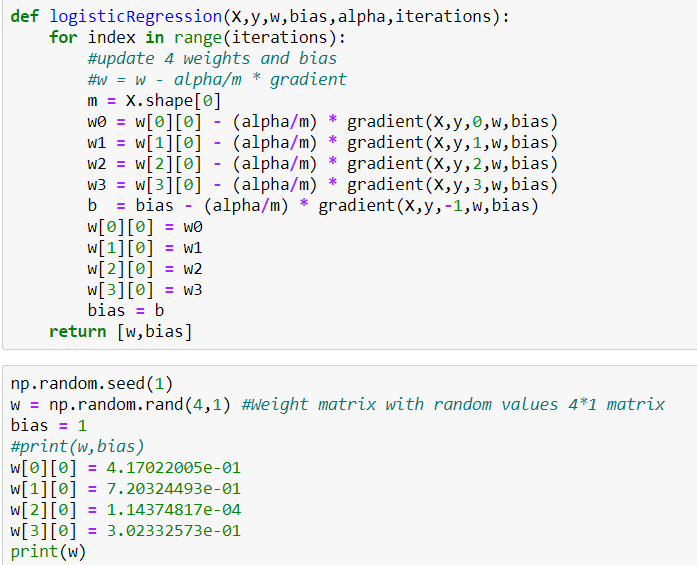 def logisticRegression(X,y,w,bias,alpha,iterations):
    for index in range(iterations):
        #update 4 weights and bias
        #w = w - alpha/m * gradient
        m = X.shape[0]
        w0 = w[0][0] - (alpha/m) * gradient(X,y,0,w,bias)
        w1 = w[1][0] - (alpha/m) * gradient(X,y,1,w,bias)
        w2 = w[2][0] - (alpha/m) * gradient(X,y,2,w,bias)
        w3 = w[3][0] - (alpha/m) * gradient(X,y,3,w,bias)
        b  = bias - (alpha/m) * gradient(X,y,-1,w,bias)
        w[0][0] = w0
        w[1][0] = w1
        w[2][0] = w2
        w[3][0] = w3
        bias = b
    return [w,bias]
np.random.seed(1)
w = np.random.rand(4,1) #Weight matrix with random values 4*1 matrix
bias = 1
#print(w,bias)
w[0][0] = 4.17022005e-01
w[1][0] = 7.20324493e-01
w[2][0] = 1.14374817e-04
w[3][0] = 3.02332573e-01
print(w)